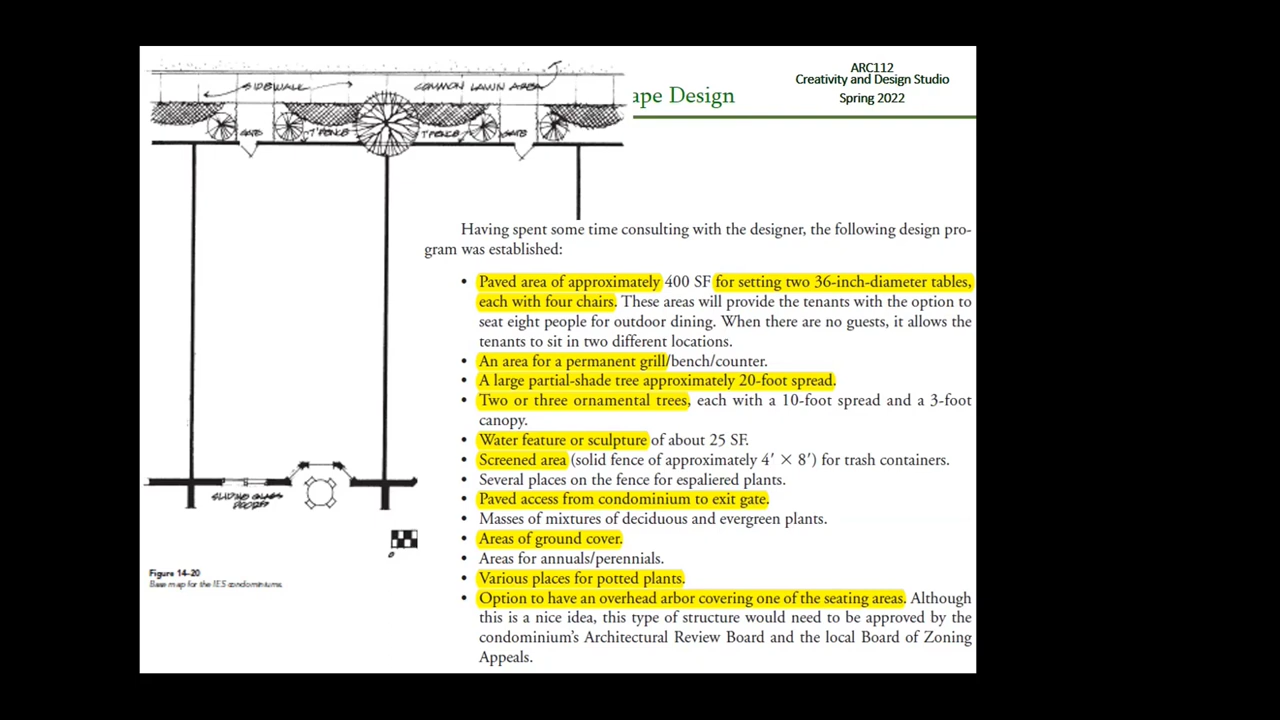 ARC112
Creativity and Design Studio
Spring 2022
ape Design
SIDEWALK
COMMON LAWN AREA
GATE
7' FENCE
7' FENCE
GATE
SLIDING GLASS
DOORS
0
Figure 14-20
Base map for the IES condominiums.
Having spent some time consulting with the designer, the following design pro-
gram was established:
• Paved area of approximately 400 SF for setting two 36-inch-diameter tables,
each with four chairs. These areas will provide the tenants with the option to
seat eight people for outdoor dining. When there are no guests, it allows the
tenants to sit in two different locations.
• An area for a permanent grill/bench/counter.
• A large partial-shade tree approximately 20-foot spread.
• Two or three ornamental trees, each with a 10-foot spread and a 3-foot
canopy.
• Water feature or sculpture of about 25 SF.
• Screened area (solid fence of approximately 4′ × 8′) for trash containers.
• Several places on the fence for espaliered plants.
• Paved access from condominium to exit gate.
• Masses of mixtures of deciduous and evergreen plants.
• Areas of ground cover.
• Areas for annuals/perennials.
• Various places for potted plants.
• Option to have an overhead arbor covering one of the seating areas. Although
this is a nice idea, this type of structure would need to be approved by the
condominium's Architectural Review Board and the local Board of Zoning
Appeals.